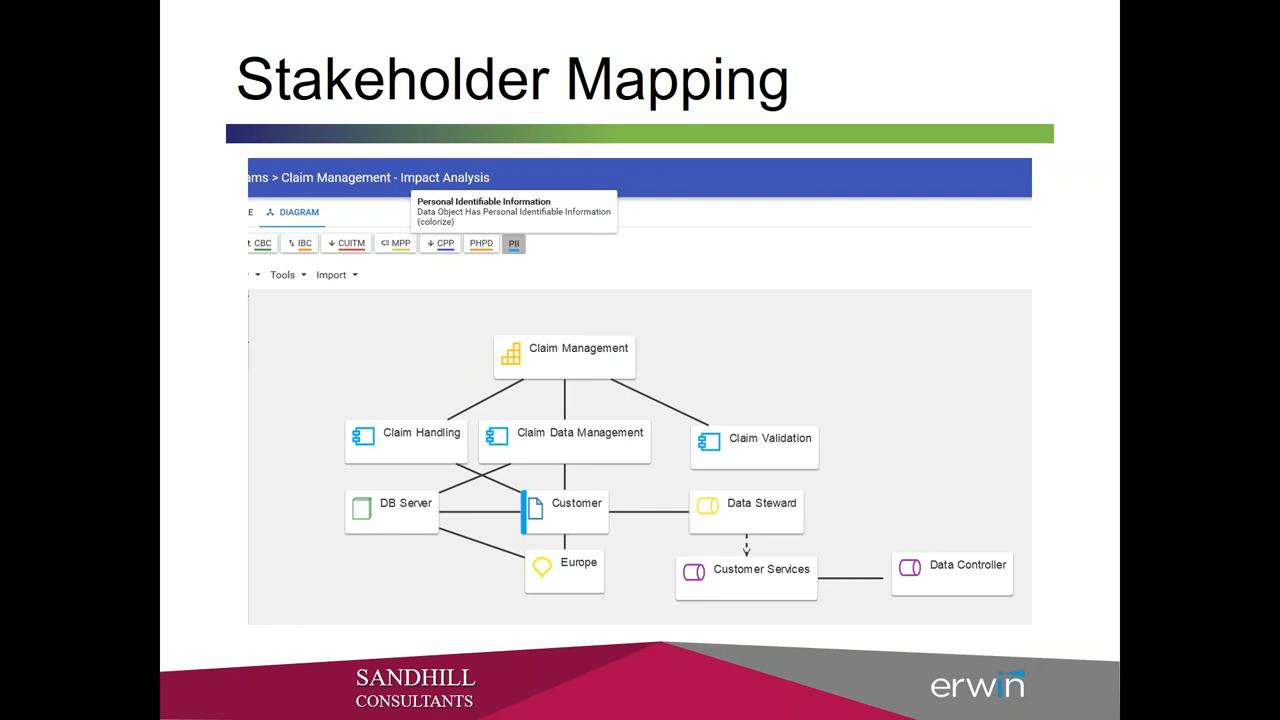 Stakeholder Mapping
ams > Claim Management - Impact Analysis
Personal Identifiable Information
Data Object Has Personal Identifiable Information
(colorize)
E DIAGRAM
CBC IBC CUITM MPP CPP PHPD PII
Tools Import
Claim Management
Claim Handling Claim Data Management Claim Validation
DB Server Customer Data Steward
Europe Customer Services Data Controller
SANDHILL
CONSULTANTS
erwin